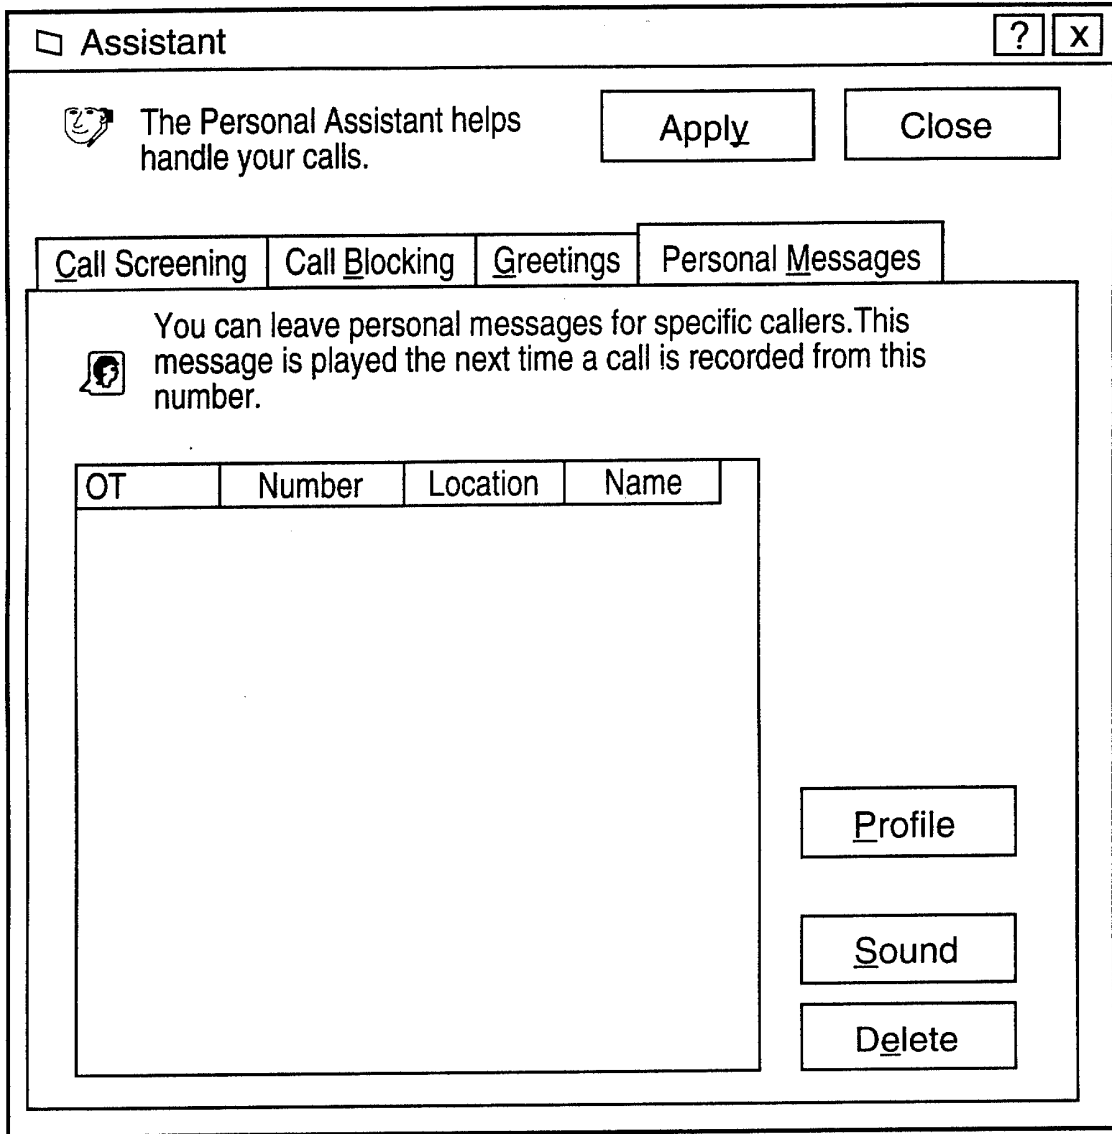 Assistant
? X
The Personal Assistant helps
handle your calls.
Apply
Close
Call Screening
Call Blocking
Greetings
Personal Messages
You can leave personal messages for specific callers.This
message is played the next time a call is recorded from this
number.
OT
Number
Location
Name
Profile
Sound
Delete